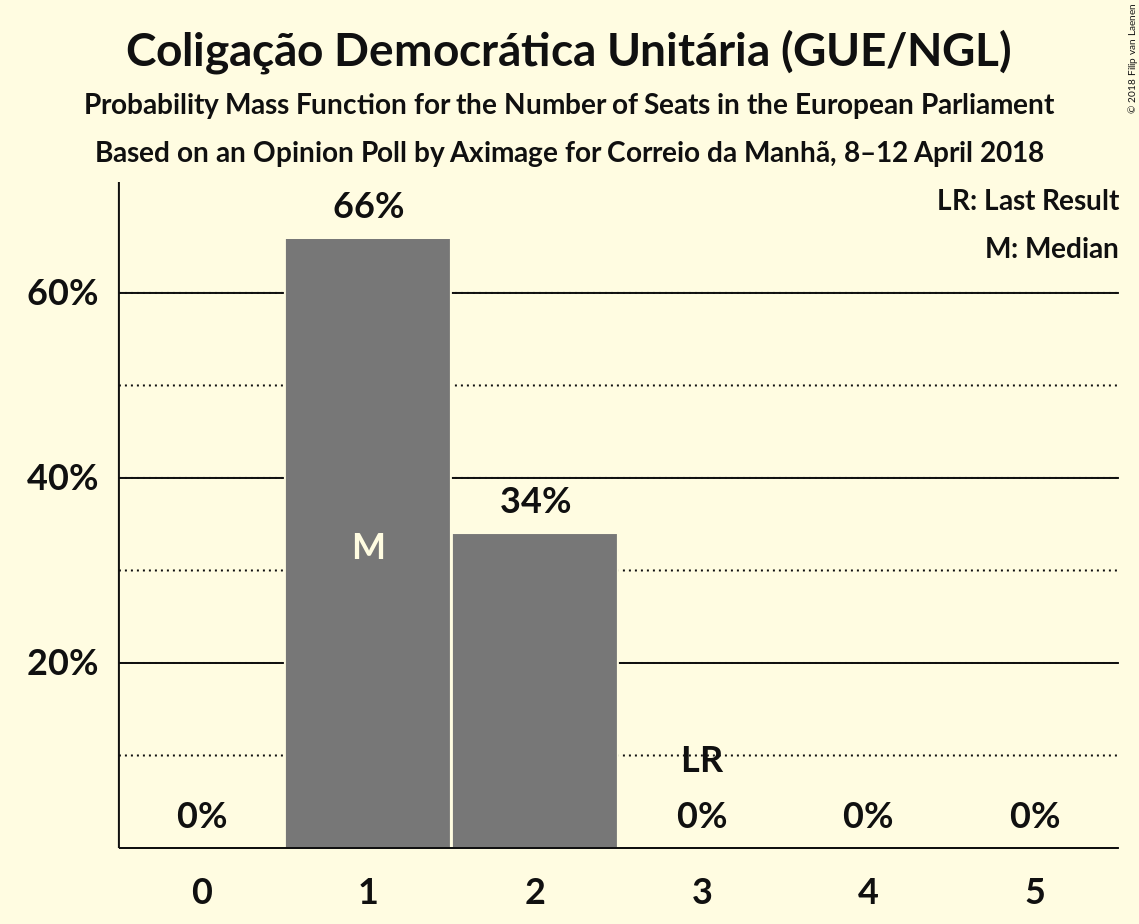 Coligação Democrática Unitária (GUE/NGL)
Probability Mass Function for the Number of Seats in the European Parliament
Based on an Opinion Poll by Aximage for Correio da Manhã, 8–12 April 2018
© 2018 Filip van Laenen
LR: Last Result
M: Median
66%
60%
40%
34%
M
20%
LR
0%
0%
0%
0%
0 1 2 3 4 5